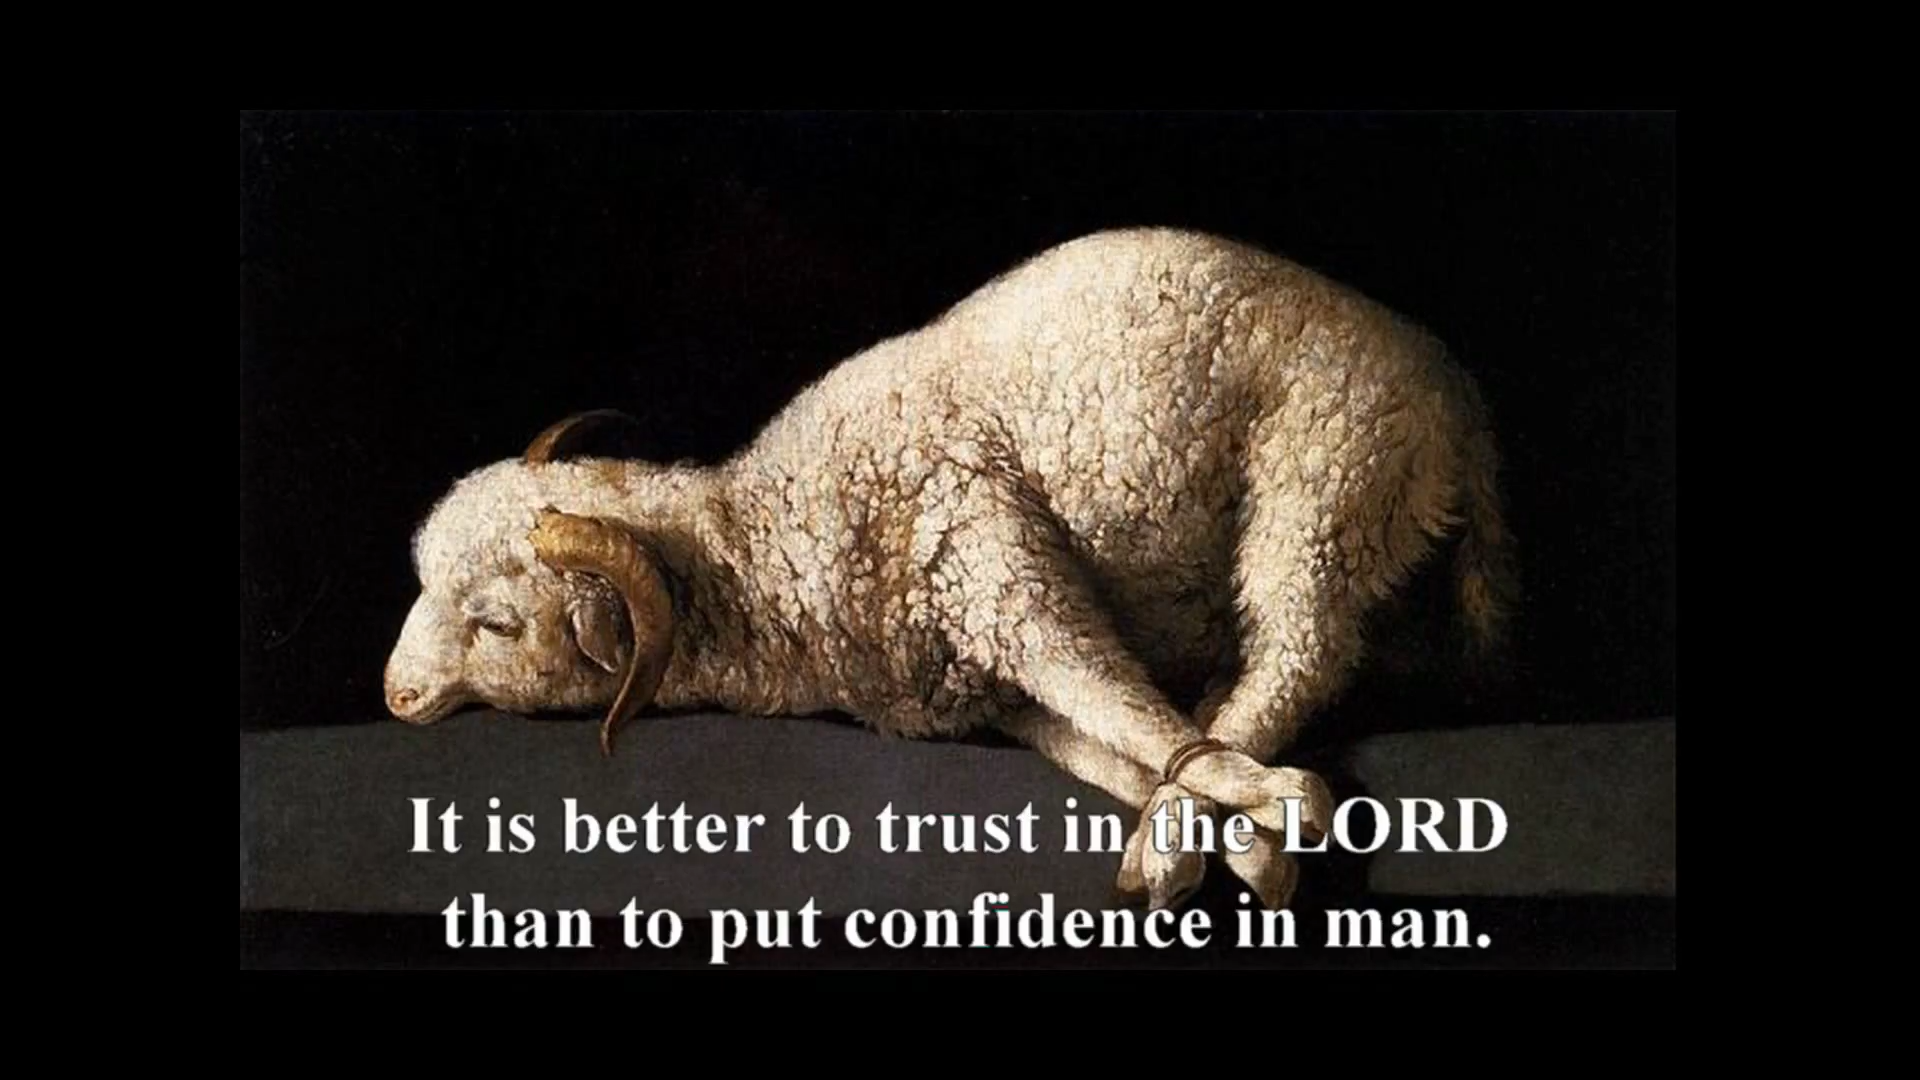 It is better to trust in the LORD
than to put confidence in man.